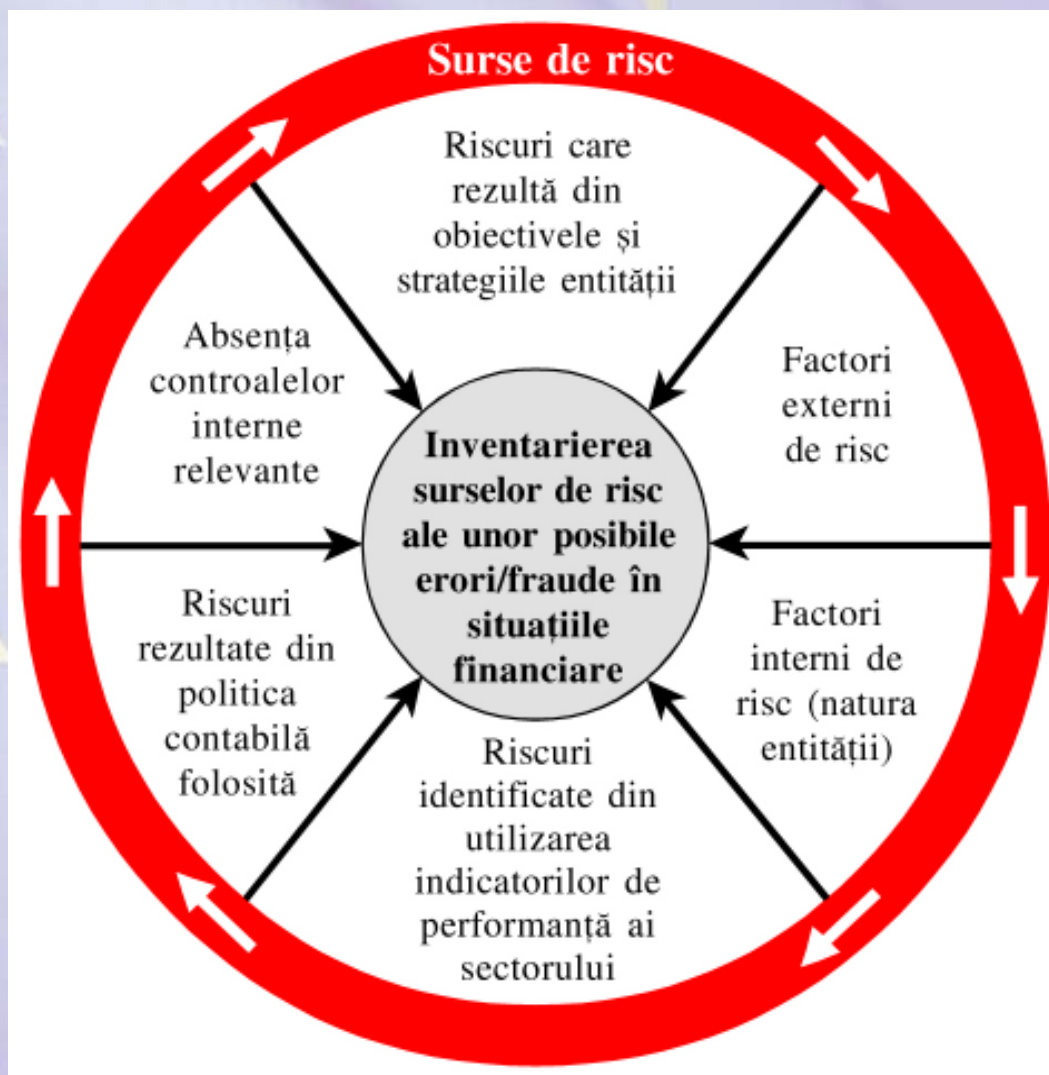 Surse de risc
Riscuri care
rezultă din
obiectivele și
strategiile entității
Factori
externi
de risc
Factori
interni de
risc (natura
entității)
Riscuri
identificate din
utilizarea
indicatorilor de
performanță ai
sectorului
Riscuri
rezultate din
politica
contabilă
folosită
Absența
controalelor
interne
relevante
Inventarierea
surselor de risc
ale unor posibile
erori/fraude în
situațiile
financiare